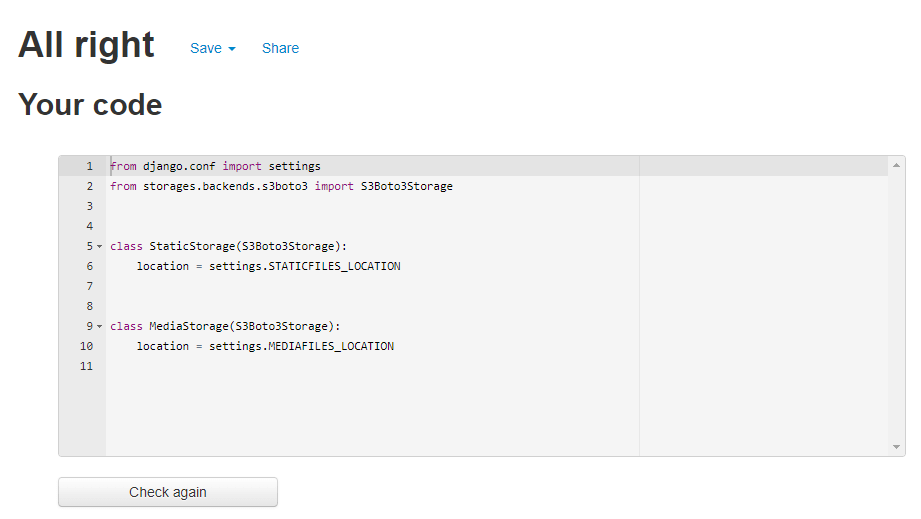 All right Save Share
Your code
1 from django.conf import settings
2 from storages.backends.s3boto3 import S3Boto3Storage
3
4
5 class StaticStorage(S3Boto3Storage):
6     location = settings.STATICFILES_LOCATION
7
8
9 class MediaStorage(S3Boto3Storage):
10     location = settings.MEDIAFILES_LOCATION
11
Check again